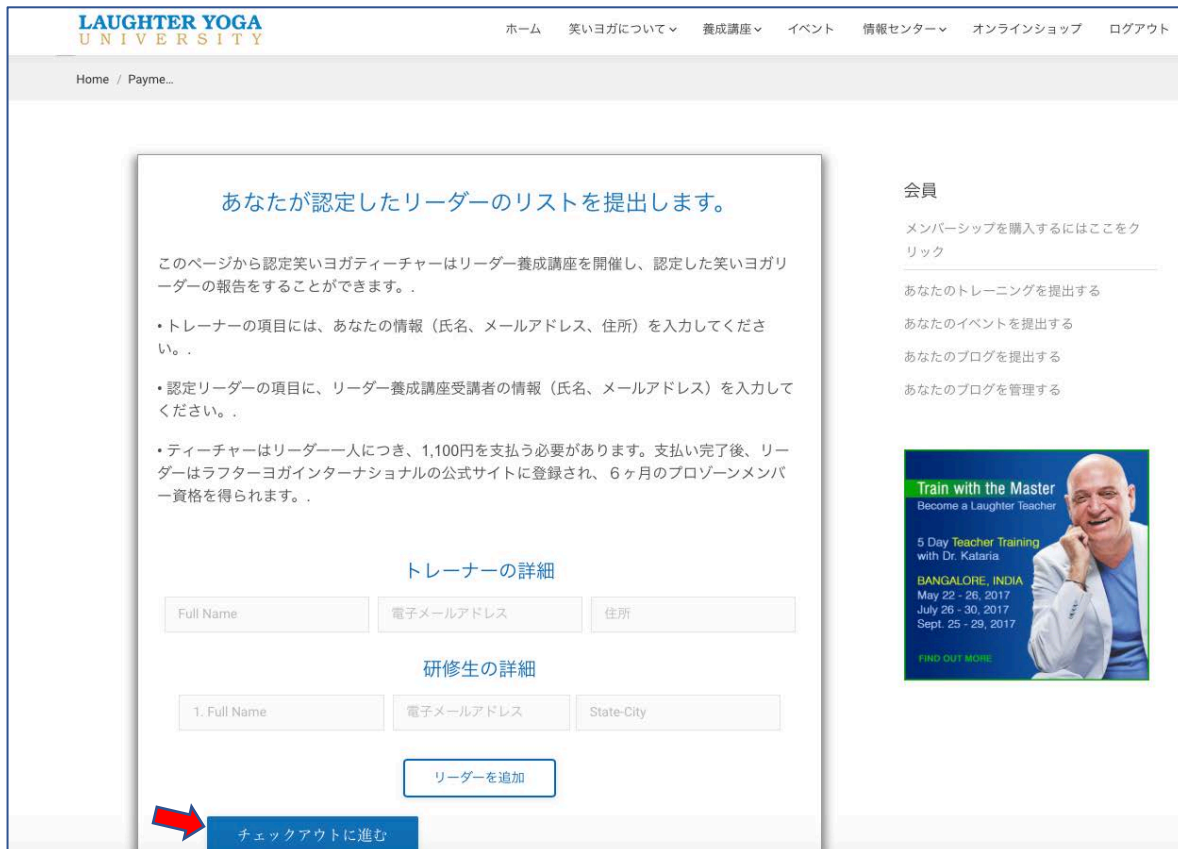 LAUGHTER YOGA
UNIVERSITY
ホーム 笑いヨガについて 養成講座 イベント 情報センター オンラインショップ ログアウト
Home / Payme...
あなたが認定したリーダーのリストを提出します。
このページから認定笑いヨガティーチャーはリーダー養成講座を開催し、認定した笑いヨガリ
ーダーの報告をすることができます。.
• トレーナーの項目には、あなたの情報（氏名、メールアドレス、住所）を入力してくださ
い。.
• 認定リーダーの項目に、リーダー養成講座受講者の情報（氏名、メールアドレス）を入力して
ください。.
• ティーチャーはリーダー一人につき、1,100円を支払う必要があります。支払い完了後、リー
ダーはラフターヨガインターナショナルの公式サイトに登録され、６ヶ月のプロゾーンメンバ
ー資格を得られます。.
トレーナーの詳細
Full Name 電子メールアドレス 住所
研修生の詳細
1. Full Name 電子メールアドレス State-City
リーダーを追加
チェックアウトに進む
会員
メンバーシップを購入するにはここをク
リック
あなたのトレーニングを提出する
あなたのイベントを提出する
あなたのブログを提出する
あなたのブログを管理する
Train with the Master
Become a Laughter Teacher
5 Day Teacher Training
with Dr. Kataria
BANGALORE, INDIA
May 22 - 26, 2017
July 26 - 30, 2017
Sept. 25 - 29, 2017
FIND OUT MORE